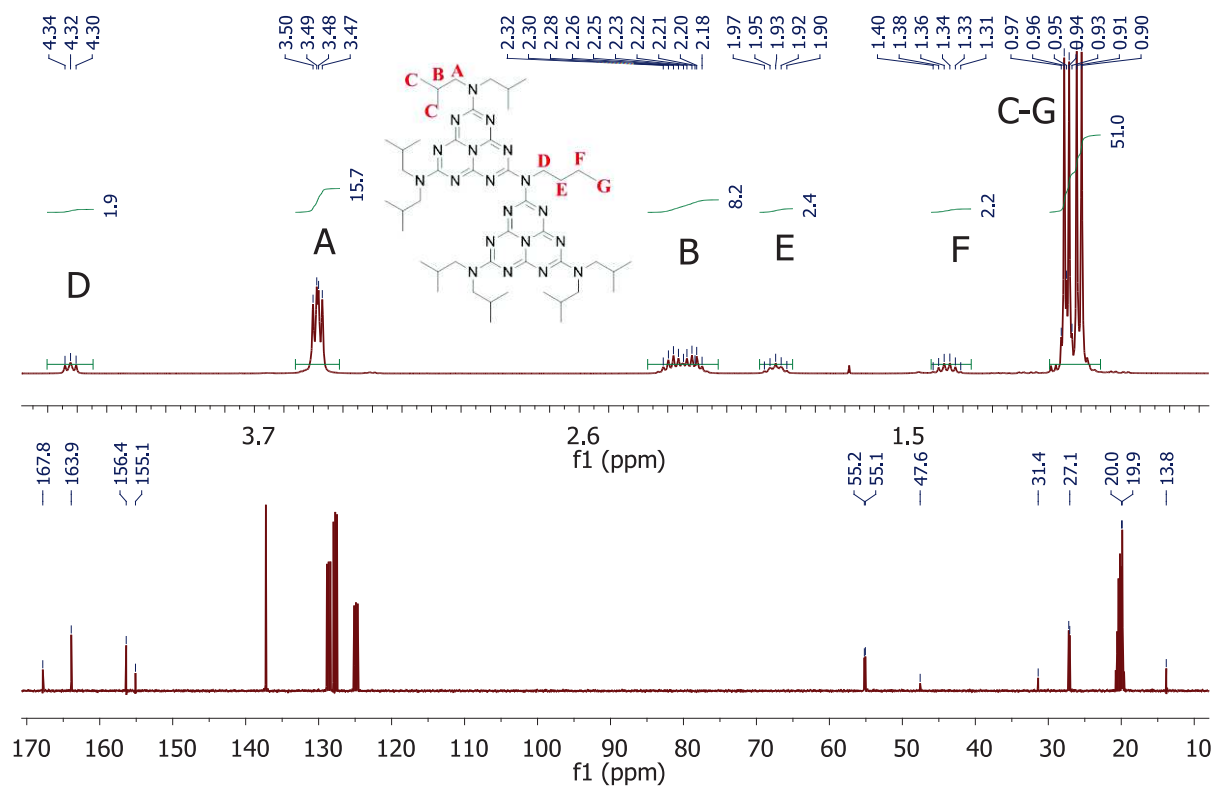 4.34 4.32 4.30 3.50 3.49 3.48 3.47 2.32 2.30 2.28 2.26 2.25 2.23 2.22 2.21 2.20 2.18 1.97 1.95 1.93 1.92 1.90 1.40 1.38 1.36 1.34 1.33 1.31 0.97 0.96 0.95 0.94 0.93 0.91 0.90
C B A
N
C
C-G
N N
N N N
N N N N
D F
N N N N N E G
N N
N N N N
N N N
N N N N N
1.9 15.7 8.2 2.4 2.2 51.0
D A B E F
3.7 2.6 1.5
f1 (ppm)
167.8 163.9 156.4 155.1 55.2 55.1 47.6 31.4 27.1 20.0 19.9 13.8
170 160 150 140 130 120 110 100 90 80 70 60 50 40 30 20 10
f1 (ppm)